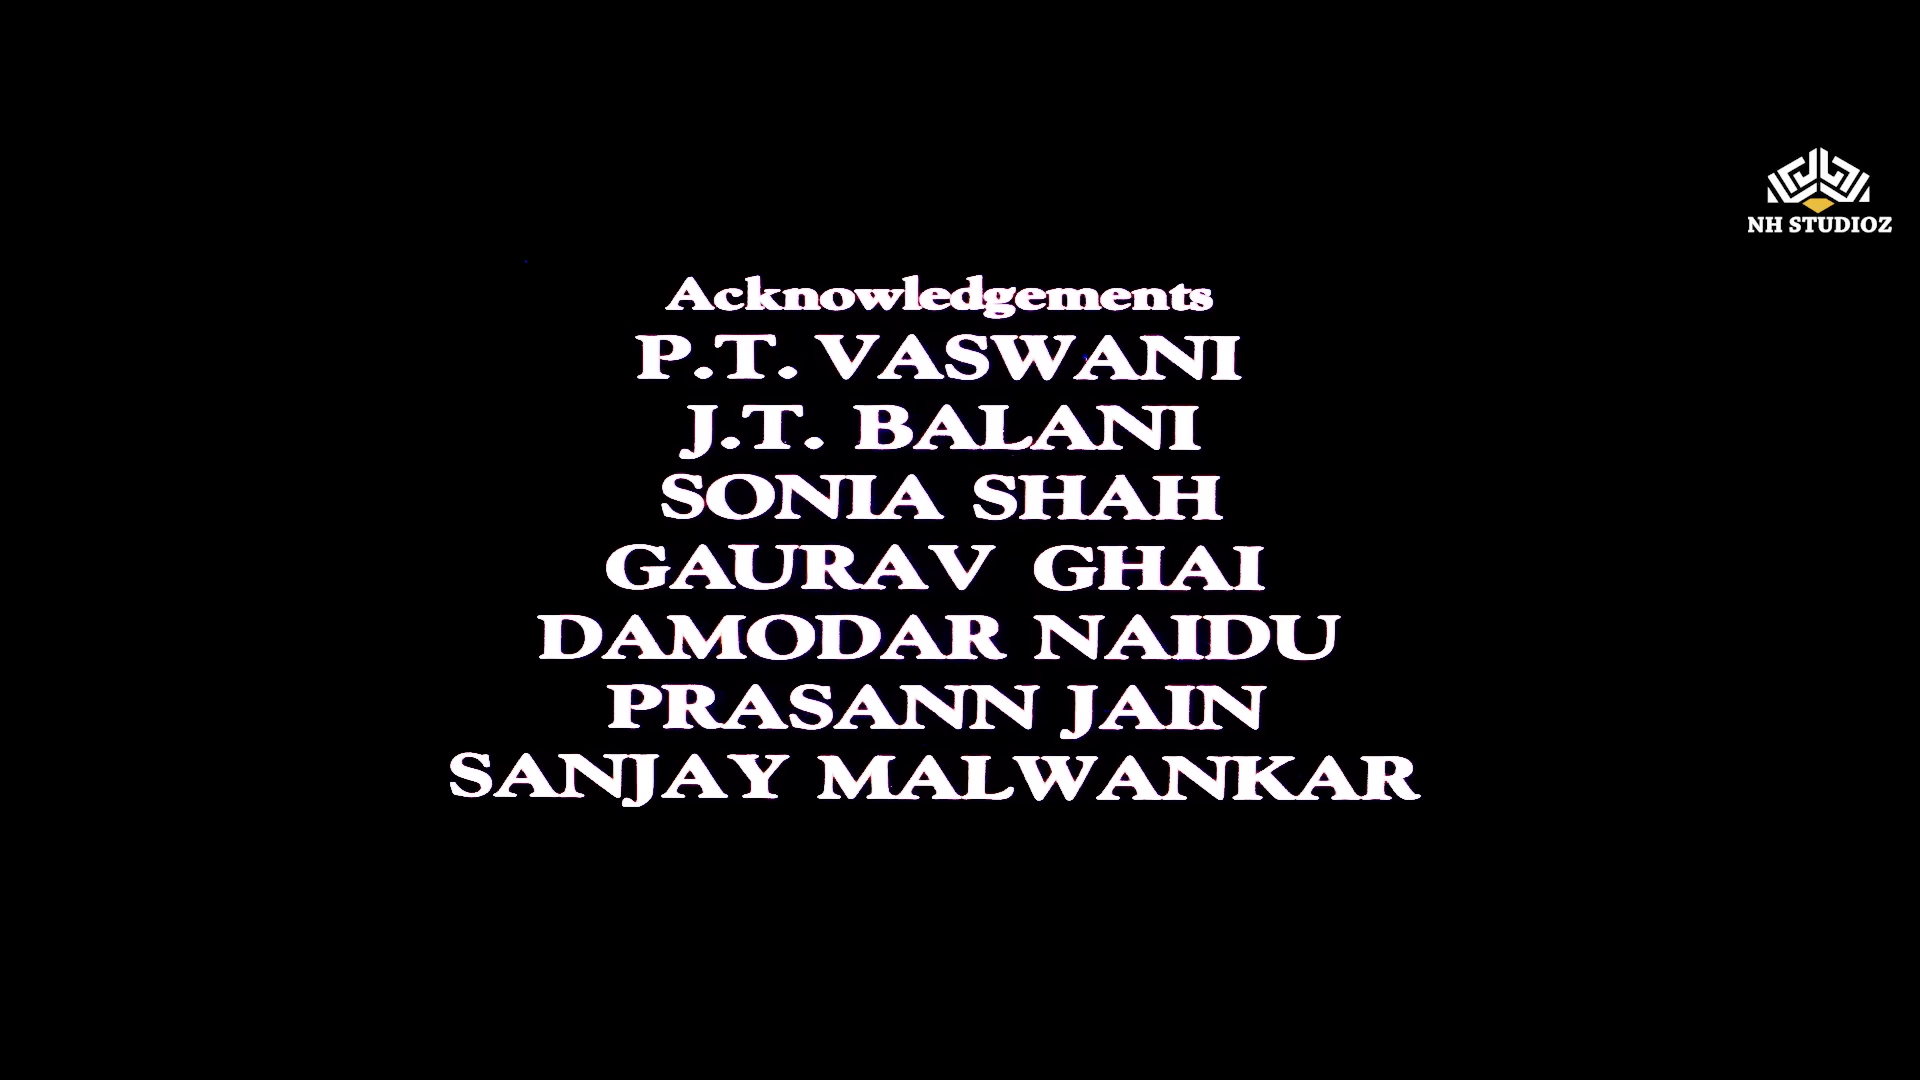 NH STUDIOZ
Acknowledgements
P.T. VASWANI
J.T. BALANI
SONIA SHAH
GAURAV GHAI
DAMODAR NAIDU
PRASANN JAIN
SANJAY MALWANKAR